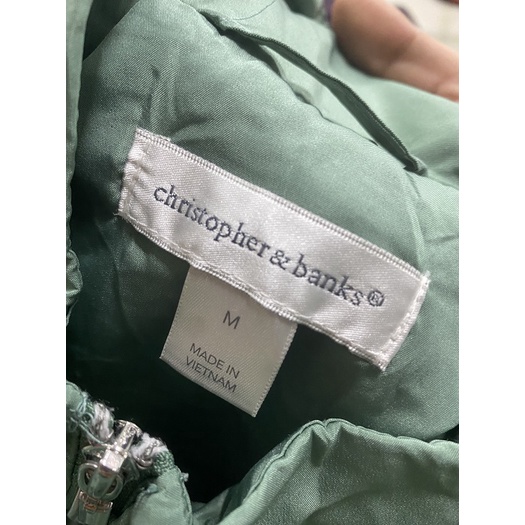 christopher & banks®
M
MADE IN
VIETNAM